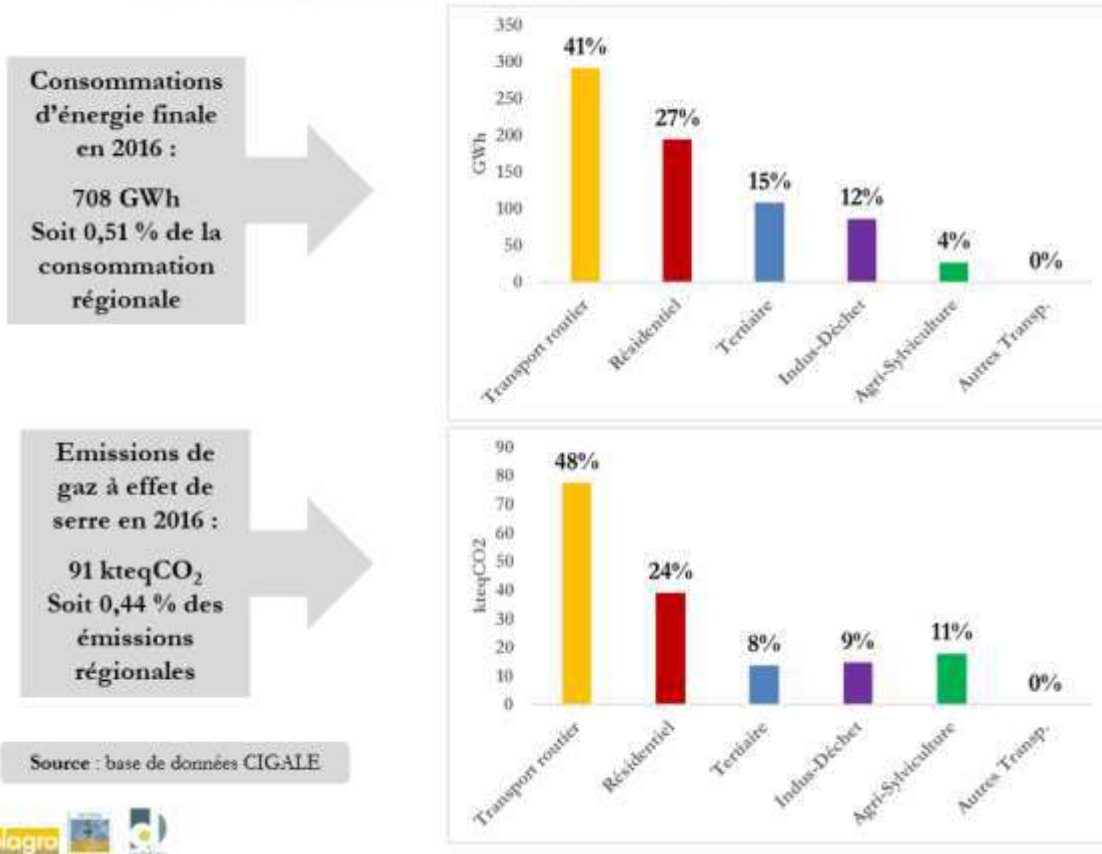 Consommations
d'énergie finale
en 2016 :
708 GWh
Soit 0,51 % de la
consommation
régionale
350
300
250
200
150
100
50
0
GWh
41%
27%
15%
12%
4%
0%
Transport routier
Résidentiel
Tertiaire
Indus-Déchet
Agri-Sylviculture
Autres Transp.
Emissions de
gaz à effet de
serre en 2016 :
91 kteqCO₂
Soit 0,44 % des
émissions
régionales
90
80
70
60
50
40
30
20
10
0
kteqCO2
48%
24%
8%
9%
11%
0%
Transport routier
Résidentiel
Tertiaire
Indus-Déchet
Agri-Sylviculture
Autres Transp.
Source : base de données CIGALE
lagro